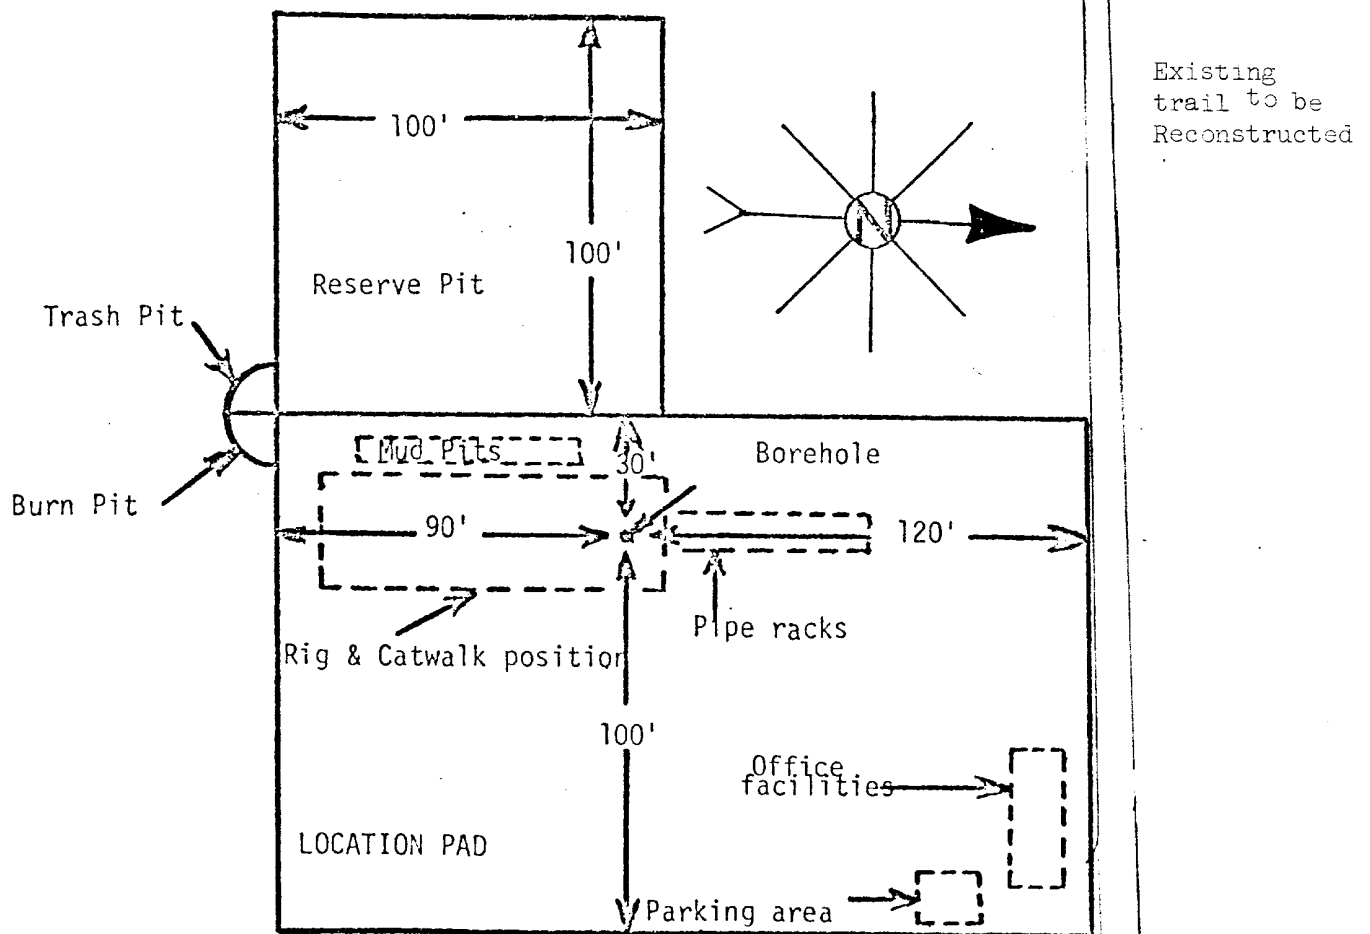 Existing
trail to be
Reconstructed
100'
N
100'
Reserve Pit
Trash Pit
Mud Pits
30'
Borehole
Burn Pit
90'
120'
Pipe racks
Rig & Catwalk position
100'
Office
facilities
LOCATION PAD
Parking area